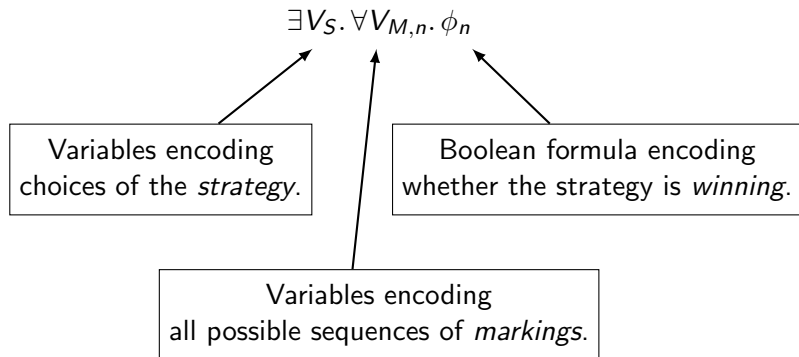 ∃V_S. ∀V_{M,n}. ϕ_n
Variables encoding
choices of the strategy.
Boolean formula encoding
whether the strategy is winning.
Variables encoding
all possible sequences of markings.